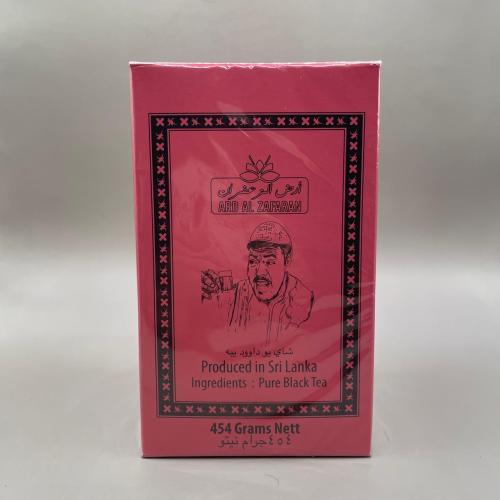 أرض الزعفران
ARD AL ZAFARAN
شاي بو داوود بيه
Produced in Sri Lanka
Ingredients : Pure Black Tea
454 Grams Nett
٤٥٤ جرام نيتو